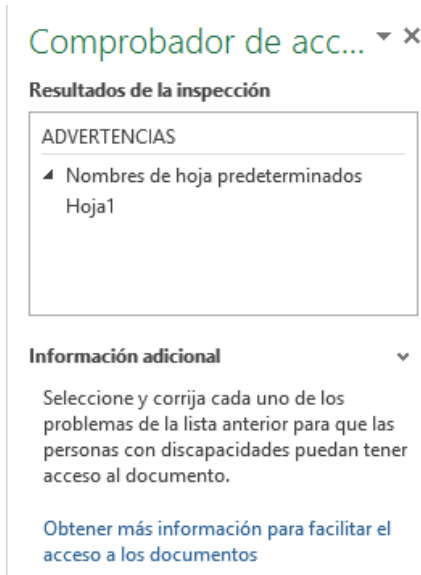 Comprobador de acc...
Resultados de la inspección
ADVERTENCIAS
Nombres de hoja predeterminados
Hoja1
Información adicional
Seleccione y corrija cada uno de los
problemas de la lista anterior para que las
personas con discapacidades puedan tener
acceso al documento.
Obtener más información para facilitar el
acceso a los documentos